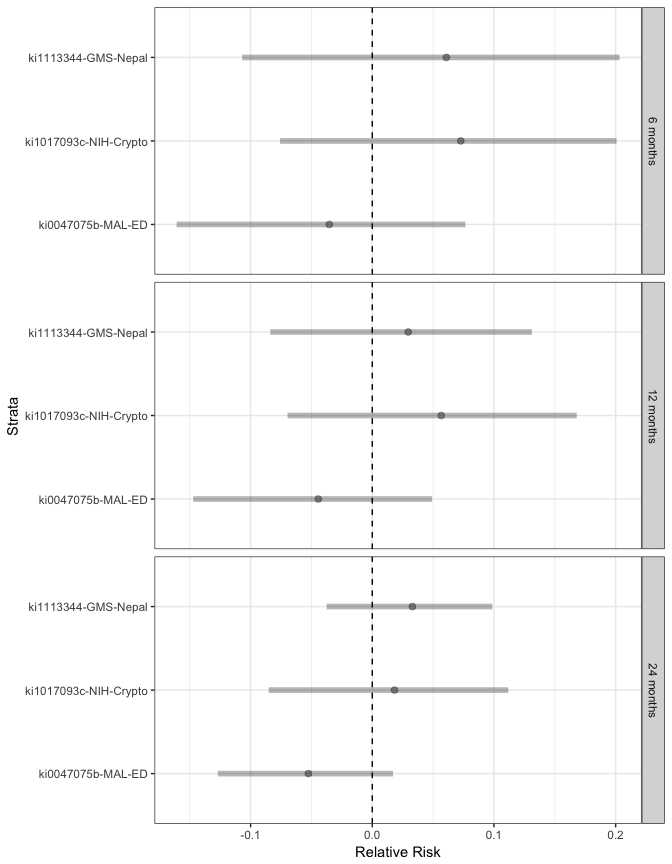 ki1113344-GMS-Nepal
ki1017093c-NIH-Crypto
ki0047075b-MAL-ED
6 months
ki1113344-GMS-Nepal
ki1017093c-NIH-Crypto
ki0047075b-MAL-ED
12 months
ki1113344-GMS-Nepal
ki1017093c-NIH-Crypto
ki0047075b-MAL-ED
24 months
Strata
-0.1 0.0 0.1 0.2
Relative Risk